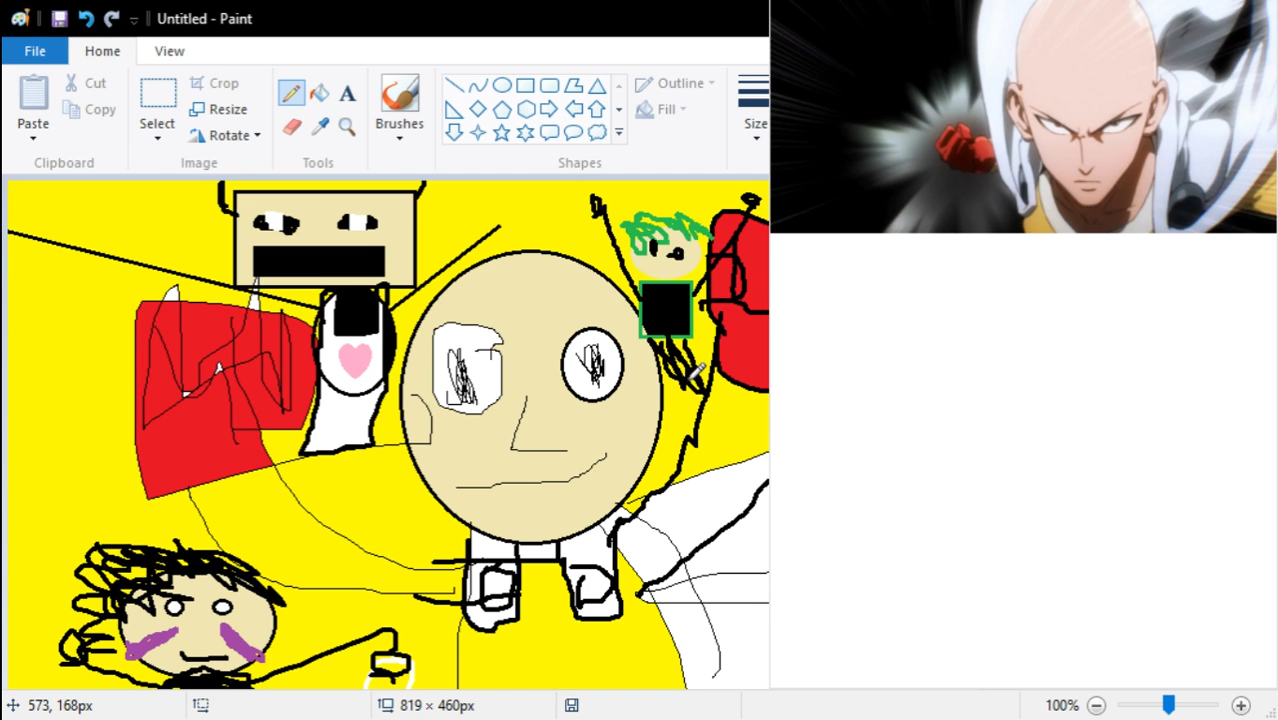 Untitled - Paint
File Home View
Paste
Cut
Copy
Select
Crop
Resize
Rotate
A
Brushes
Outline
Fill
Size
Clipboard Image Tools Shapes
573, 168px
819 × 460px
100%